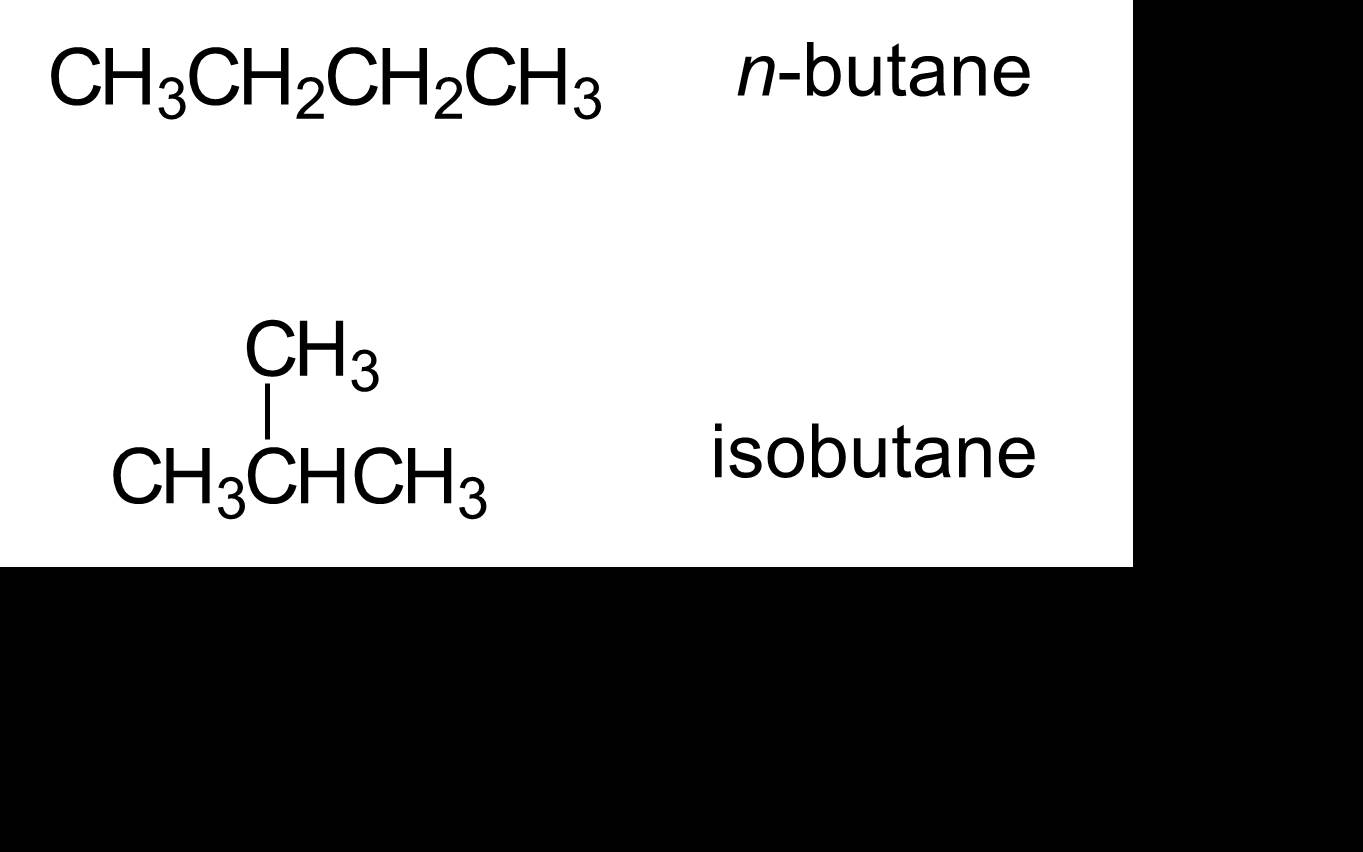 CH₃CH₂CH₂CH₃ n-butane
CH₃
CH₃CHCH₃ isobutane